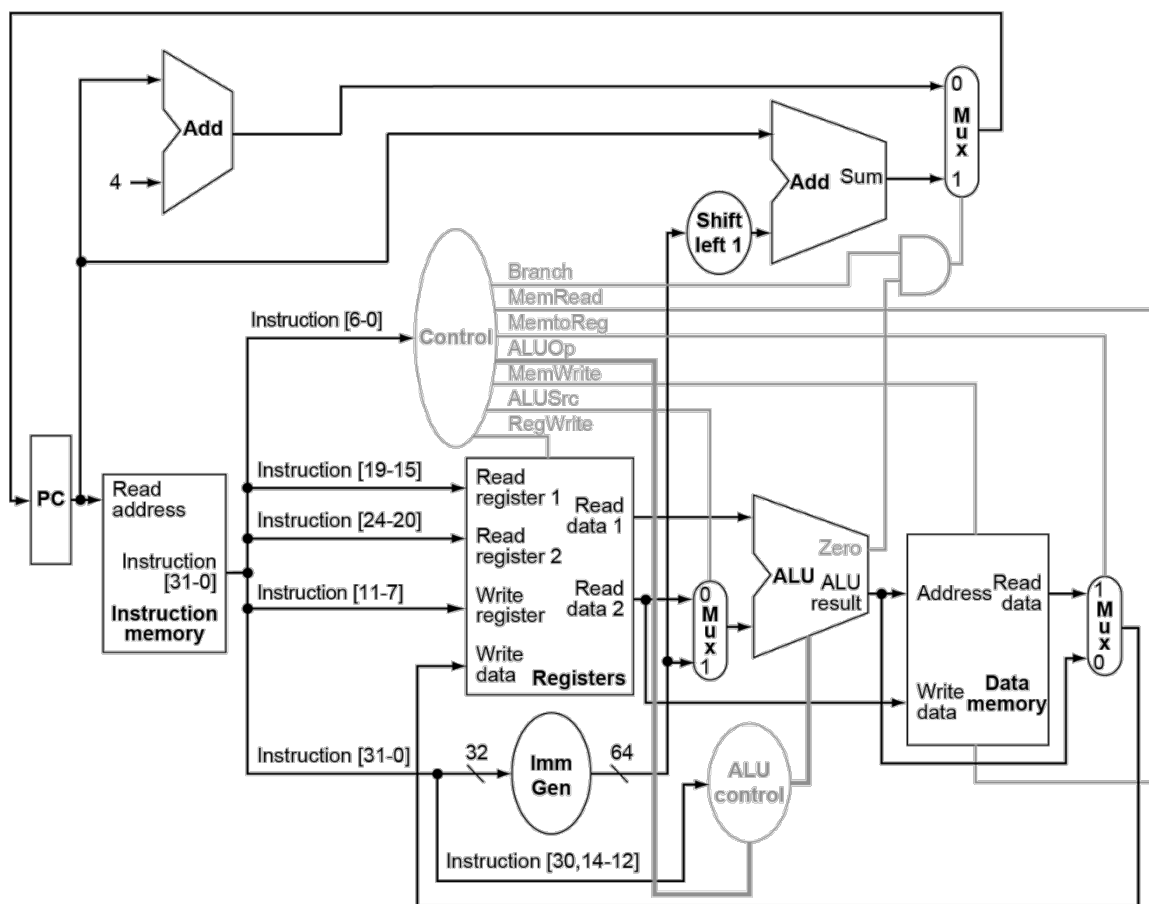 Add
4
0
Mux
1
Add Sum
Shift
left 1
Branch
MemRead
MemtoReg
ALUOp
MemWrite
ALUSrc
RegWrite
Control
Instruction [6-0]
PC
Read
address
Instruction
[31-0]
Instruction
memory
Instruction [19-15]
Instruction [24-20]
Instruction [11-7]
Instruction [31-0]
Read
register 1
Read
register 2
Write
register
Write
data
Read
data 1
Read
data 2
Registers
0
Mux
1
Zero
ALU
ALU
result
Address
Read
data
Write
data
Data
memory
1
Mux
0
32
Imm
Gen
64
ALU
control
Instruction [30,14-12]